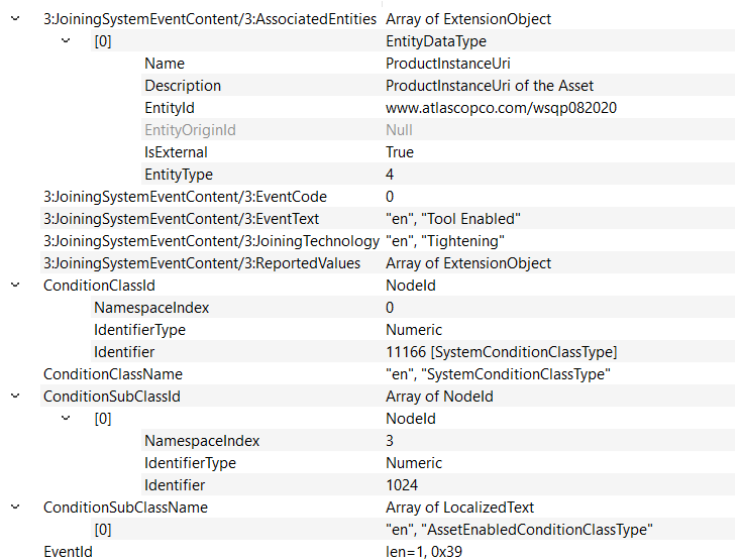 3:JoiningSystemEventContent/3:AssociatedEntities Array of ExtensionObject
[0] EntityDataType
Name ProductInstanceUri
Description ProductInstanceUri of the Asset
EntityId www.atlascopco.com/wsqp082020
EntityOriginId Null
IsExternal True
EntityType 4
3:JoiningSystemEventContent/3:EventCode 0
3:JoiningSystemEventContent/3:EventText "en", "Tool Enabled"
3:JoiningSystemEventContent/3:JoiningTechnology "en", "Tightening"
3:JoiningSystemEventContent/3:ReportedValues Array of ExtensionObject
ConditionClassId NodeId
NamespaceIndex 0
IdentifierType Numeric
Identifier 11166 [SystemConditionClassType]
ConditionClassName "en", "SystemConditionClassType"
ConditionSubClassId Array of NodeId
[0] NodeId
NamespaceIndex 3
IdentifierType Numeric
Identifier 1024
ConditionSubClassName Array of LocalizedText
[0] "en", "AssetEnabledConditionClassType"
EventId len=1, 0x39